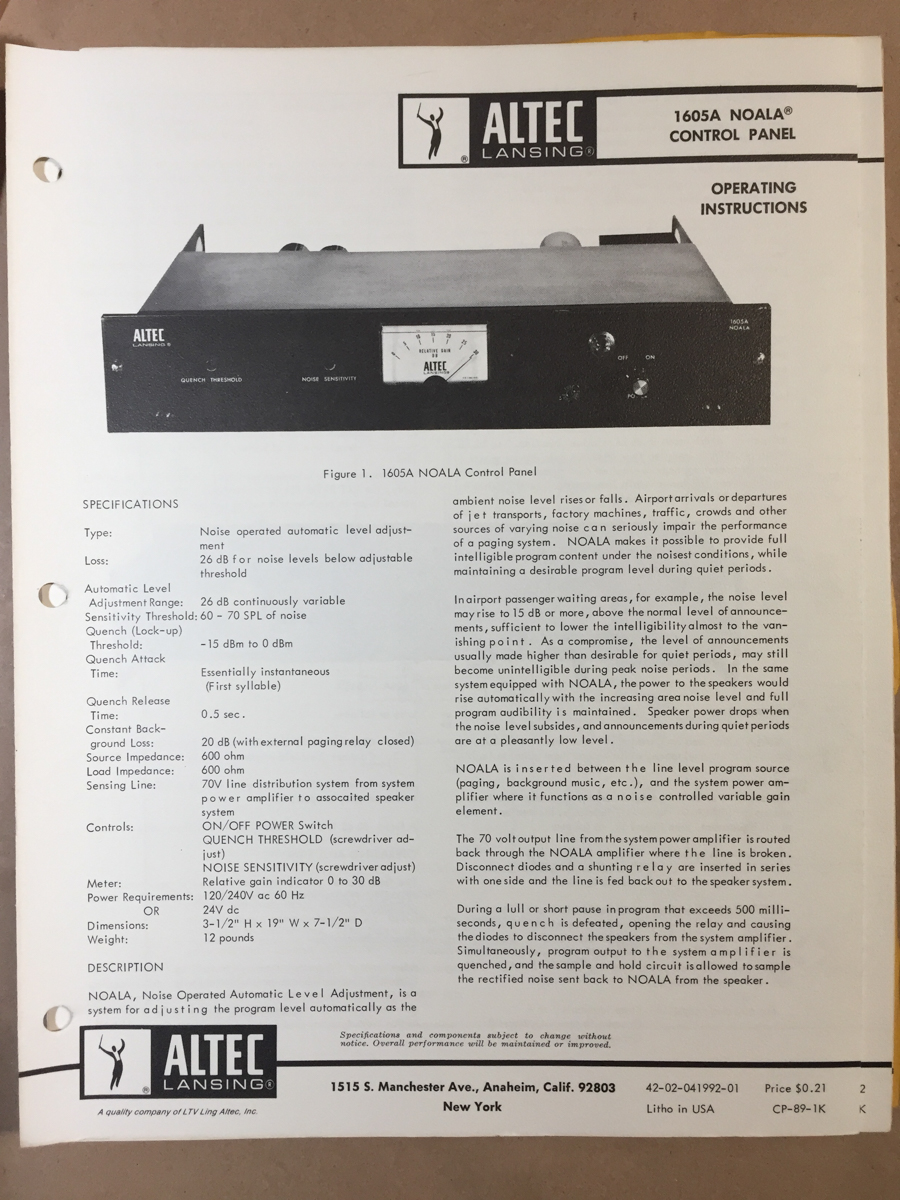 ALTEC
LANSING®
®
1605A NOALA®
CONTROL PANEL
OPERATING
INSTRUCTIONS
ALTEC
LANSING®
1605A
NOALA
QUENCH THRESHOLD
NOISE SENSITIVITY
10 15 20
25
30
RELATIVE GAIN
DB
ALTEC
LANSING
OFF ON
Figure 1. 1605A NOALA Control Panel
SPECIFICATIONS
Type: Noise operated automatic level adjust-
ment
Loss: 26 dB for noise levels below adjustable
threshold
Automatic Level
Adjustment Range: 26 dB continuously variable
Sensitivity Threshold: 60 - 70 SPL of noise
Quench (Lock-up)
Threshold: -15 dBm to 0 dBm
Quench Attack
Time: Essentially instantaneous
(First syllable)
Quench Release
Time: 0.5 sec.
Constant Back-
ground Loss: 20 dB (with external paging relay closed)
Source Impedance: 600 ohm
Load Impedance: 600 ohm
Sensing Line: 70V line distribution system from system
power amplifier to assocaited speaker
system
Controls: ON/OFF POWER Switch
QUENCH THRESHOLD (screwdriver ad-
just)
NOISE SENSITIVITY (screwdriver adjust)
Meter: Relative gain indicator 0 to 30 dB
Power Requirements: 120/240V ac 60 Hz
OR 24V dc
Dimensions: 3-1/2" H x 19" W x 7-1/2" D
Weight: 12 pounds
DESCRIPTION
NOALA, Noise Operated Automatic Level Adjustment, is a
system for adjusting the program level automatically as the
ambient noise level rises or falls. Airport arrivals or departures
of jet transports, factory machines, traffic, crowds and other
sources of varying noise can seriously impair the performance
of a paging system. NOALA makes it possible to provide full
intelligible program content under the noisest conditions, while
maintaining a desirable program level during quiet periods.
In airport passenger waiting areas, for example, the noise level
may rise to 15 dB or more, above the normal level of announce-
ments, sufficient to lower the intelligibility almost to the van-
ishing point. As a compromise, the level of announcements
usually made higher than desirable for quiet periods, may still
become unintelligible during peak noise periods. In the same
system equipped with NOALA, the power to the speakers would
rise automatically with the increasing area noise level and full
program audibility is maintained. Speaker power drops when
the noise level subsides, and announcements during quiet periods
are at a pleasantly low level.
NOALA is inserted between the line level program source
(paging, background music, etc.), and the system power am-
plifier where it functions as a noise controlled variable gain
element.
The 70 volt output line from the system power amplifier is routed
back through the NOALA amplifier where the line is broken.
Disconnect diodes and a shunting relay are inserted in series
with one side and the line is fed back out to the speaker system.
During a lull or short pause in program that exceeds 500 milli-
seconds, quench is defeated, opening the relay and causing
the diodes to disconnect the speakers from the system amplifier.
Simultaneously, program output to the system amplifier is
quenched, and the sample and hold circuit is allowed to sample
the rectified noise sent back to NOALA from the speaker.
Specifications and components subject to change without
notice. Overall performance will be maintained or improved.
ALTEC
LANSING®
®
A quality company of LTV Ling Altec, Inc.
1515 S. Manchester Ave., Anaheim, Calif. 92803
New York
42-02-041992-01 Price $0.21
Litho in USA CP-89-1K
2
K